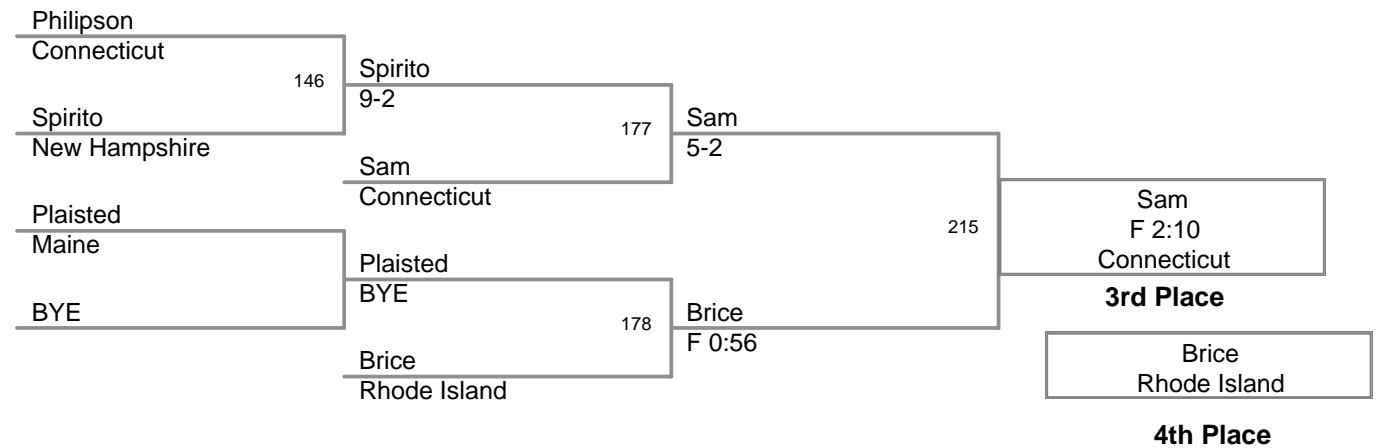 Philipson
Connecticut
146
Spirito
9-2
Spirito
New Hampshire
177
Sam
5-2
Sam
Connecticut
Plaisted
Maine
215
Sam
F 2:10
Connecticut
3rd Place
Plaisted
BYE
BYE
178
Brice
F 0:56
Brice
Rhode Island
Brice
Rhode Island
4th Place